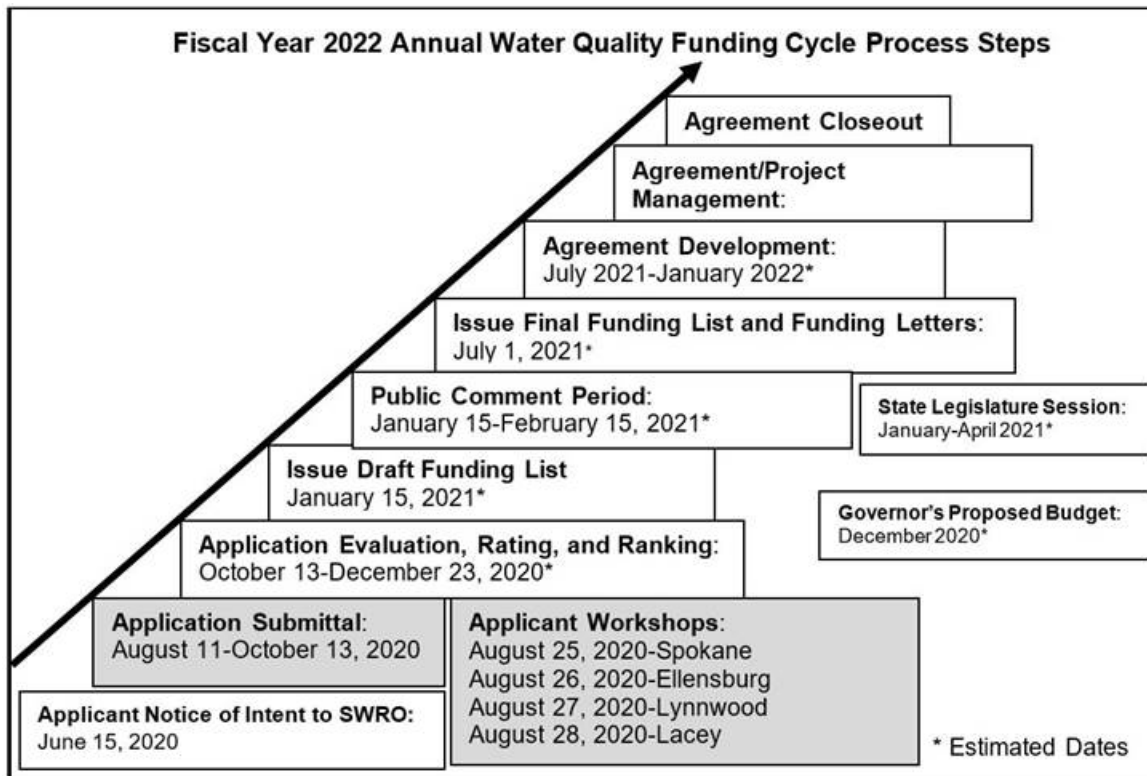 Fiscal Year 2022 Annual Water Quality Funding Cycle Process Steps
Agreement Closeout
Agreement/Project
Management:
Agreement Development:
July 2021-January 2022*
Issue Final Funding List and Funding Letters:
July 1, 2021*
Public Comment Period:
January 15-February 15, 2021*
State Legislature Session:
January-April 2021*
Issue Draft Funding List
January 15, 2021*
Governor's Proposed Budget:
December 2020*
Application Evaluation, Rating, and Ranking:
October 13-December 23, 2020*
Application Submittal:
August 11-October 13, 2020
Applicant Workshops:
August 25, 2020-Spokane
August 26, 2020-Ellensburg
August 27, 2020-Lynnwood
August 28, 2020-Lacey
Applicant Notice of Intent to SWRO:
June 15, 2020
* Estimated Dates